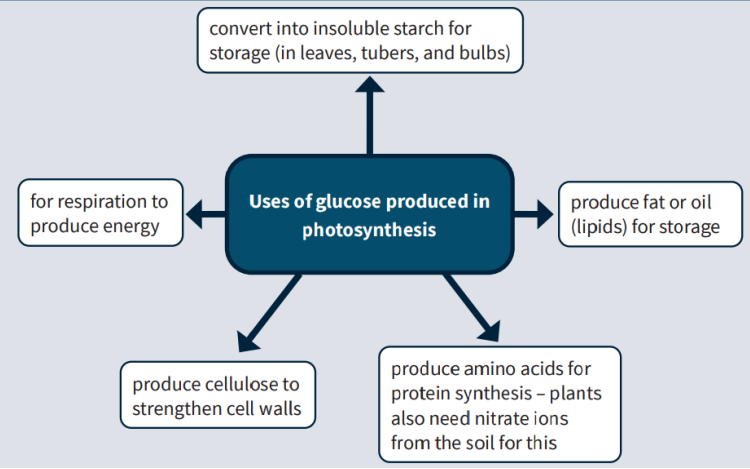 convert into insoluble starch for
storage (in leaves, tubers, and bulbs)
Uses of glucose produced in
photosynthesis
for respiration to
produce energy
produce fat or oil
(lipids) for storage
produce cellulose to
strengthen cell walls
produce amino acids for
protein synthesis – plants
also need nitrate ions
from the soil for this